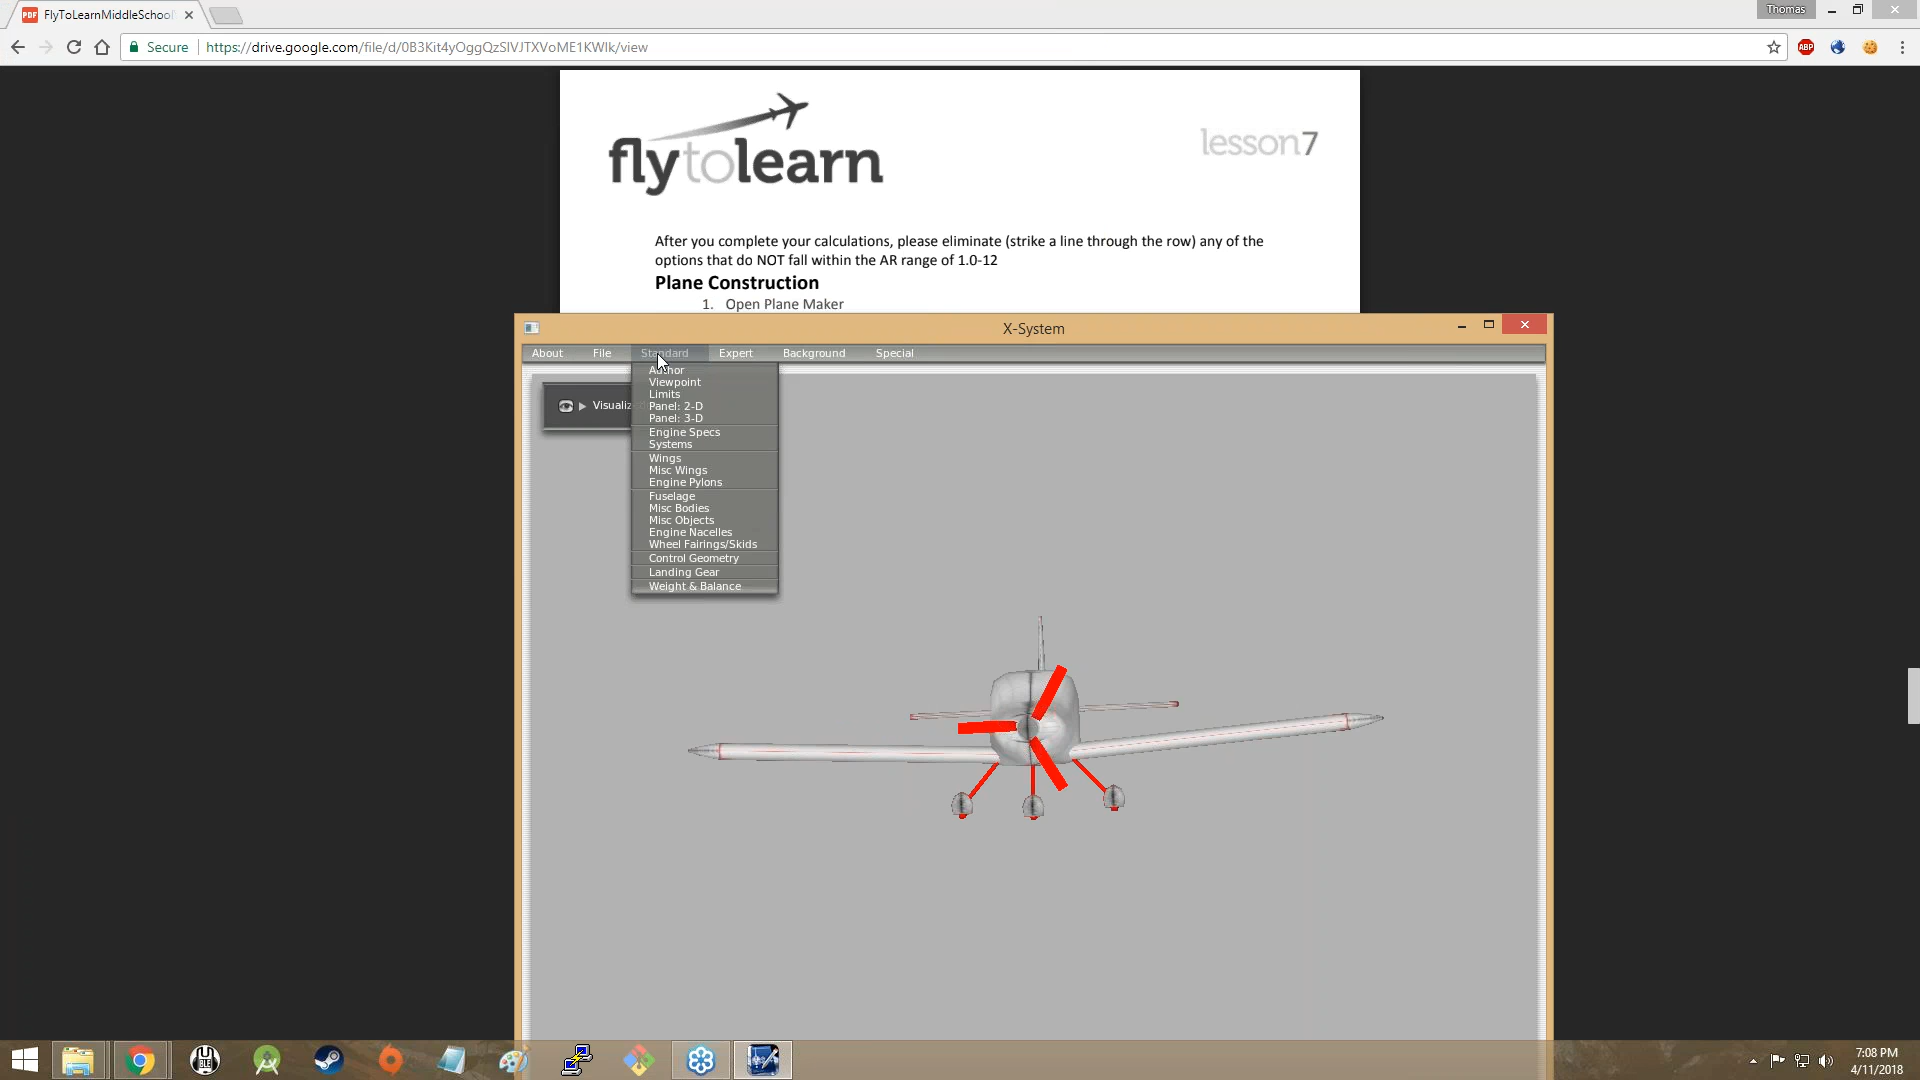 FlyToLearnMiddleSchool
Thomas
Secure
https://drive.google.com/file/d/0B3Kit4yOggQzSlVJTXVoME1KWlk/view
ABP
flytolearn
lesson7
After you complete your calculations, please eliminate (strike a line through the row) any of the
options that do NOT fall within the AR range of 1.0-12
Plane Construction
1. Open Plane Maker
X-System
About File Standard Expert Background Special
Author
Viewpoint
Limits
Panel: 2-D
Panel: 3-D
Engine Specs
Systems
Wings
Misc Wings
Engine Pylons
Fuselage
Misc Bodies
Misc Objects
Engine Nacelles
Wheel Fairings/Skids
Control Geometry
Landing Gear
Weight & Balance
7:08 PM
4/11/2018